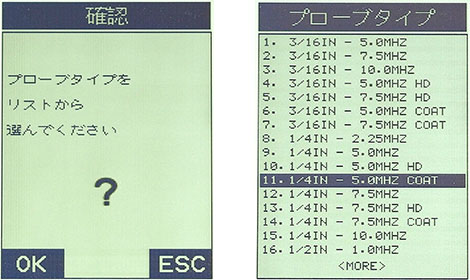 確認
プローブタイプを
リストから
選んでください
?
OK ESC
プローブタイプ
1. 3/16IN - 5.0MHZ
2. 3/16IN - 7.5MHZ
3. 3/16IN - 10.0MHZ
4. 3/16IN - 5.0MHZ HD
5. 3/16IN - 7.5MHZ HD
6. 3/16IN - 5.0MHZ COAT
7. 3/16IN - 7.5MHZ COAT
8. 1/4IN - 2.25MHZ
9. 1/4IN - 5.0MHZ
10. 1/4IN - 5.0MHZ HD
11. 1/4IN - 5.0MHZ COAT
12. 1/4IN - 7.5MHZ
13. 1/4IN - 7.5MHZ HD
14. 1/4IN - 7.5MHZ COAT
15. 1/4IN - 10.0MHZ
16. 1/2IN - 1.0MHZ
<MORE>